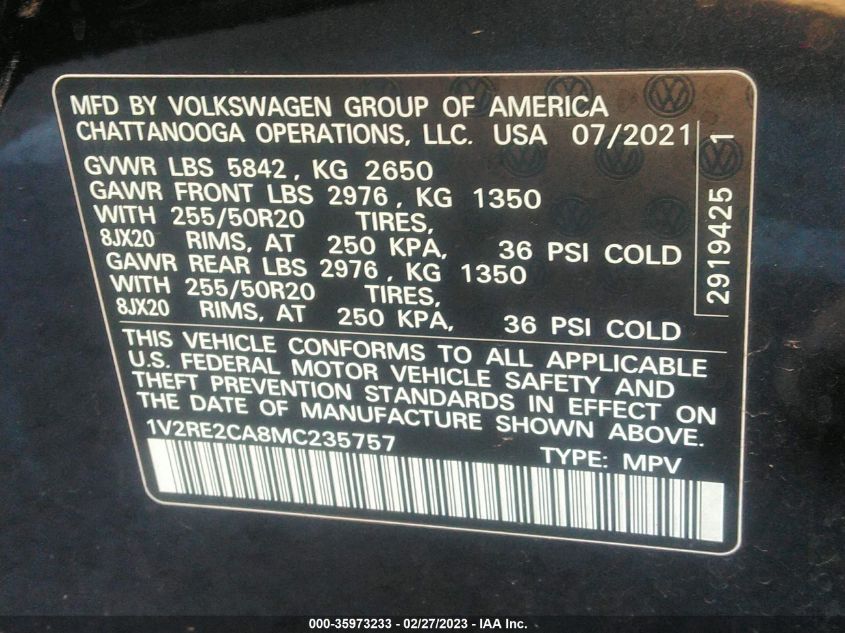 MFD BY VOLKSWAGEN GROUP OF AMERICA
CHATTANOOGA OPERATIONS, LLC. USA 07/2021
GVWR LBS 5842, KG 2650
GAWR FRONT LBS 2976, KG 1350
WITH 255/50R20 TIRES,
8JX20 RIMS, AT 250 KPA, 36 PSI COLD
GAWR REAR LBS 2976, KG 1350
WITH 255/50R20 TIRES,
8JX20 RIMS, AT 250 KPA, 36 PSI COLD
2919425 1
THIS VEHICLE CONFORMS TO ALL APPLICABLE
U.S. FEDERAL MOTOR VEHICLE SAFETY AND
THEFT PREVENTION STANDARDS IN EFFECT ON
THE DATE OF MANUFACTURE SHOWN ABOVE.
1V2RE2CA8MC235757 TYPE: MPV
000-35973233 - 02/27/2023 - IAA Inc.